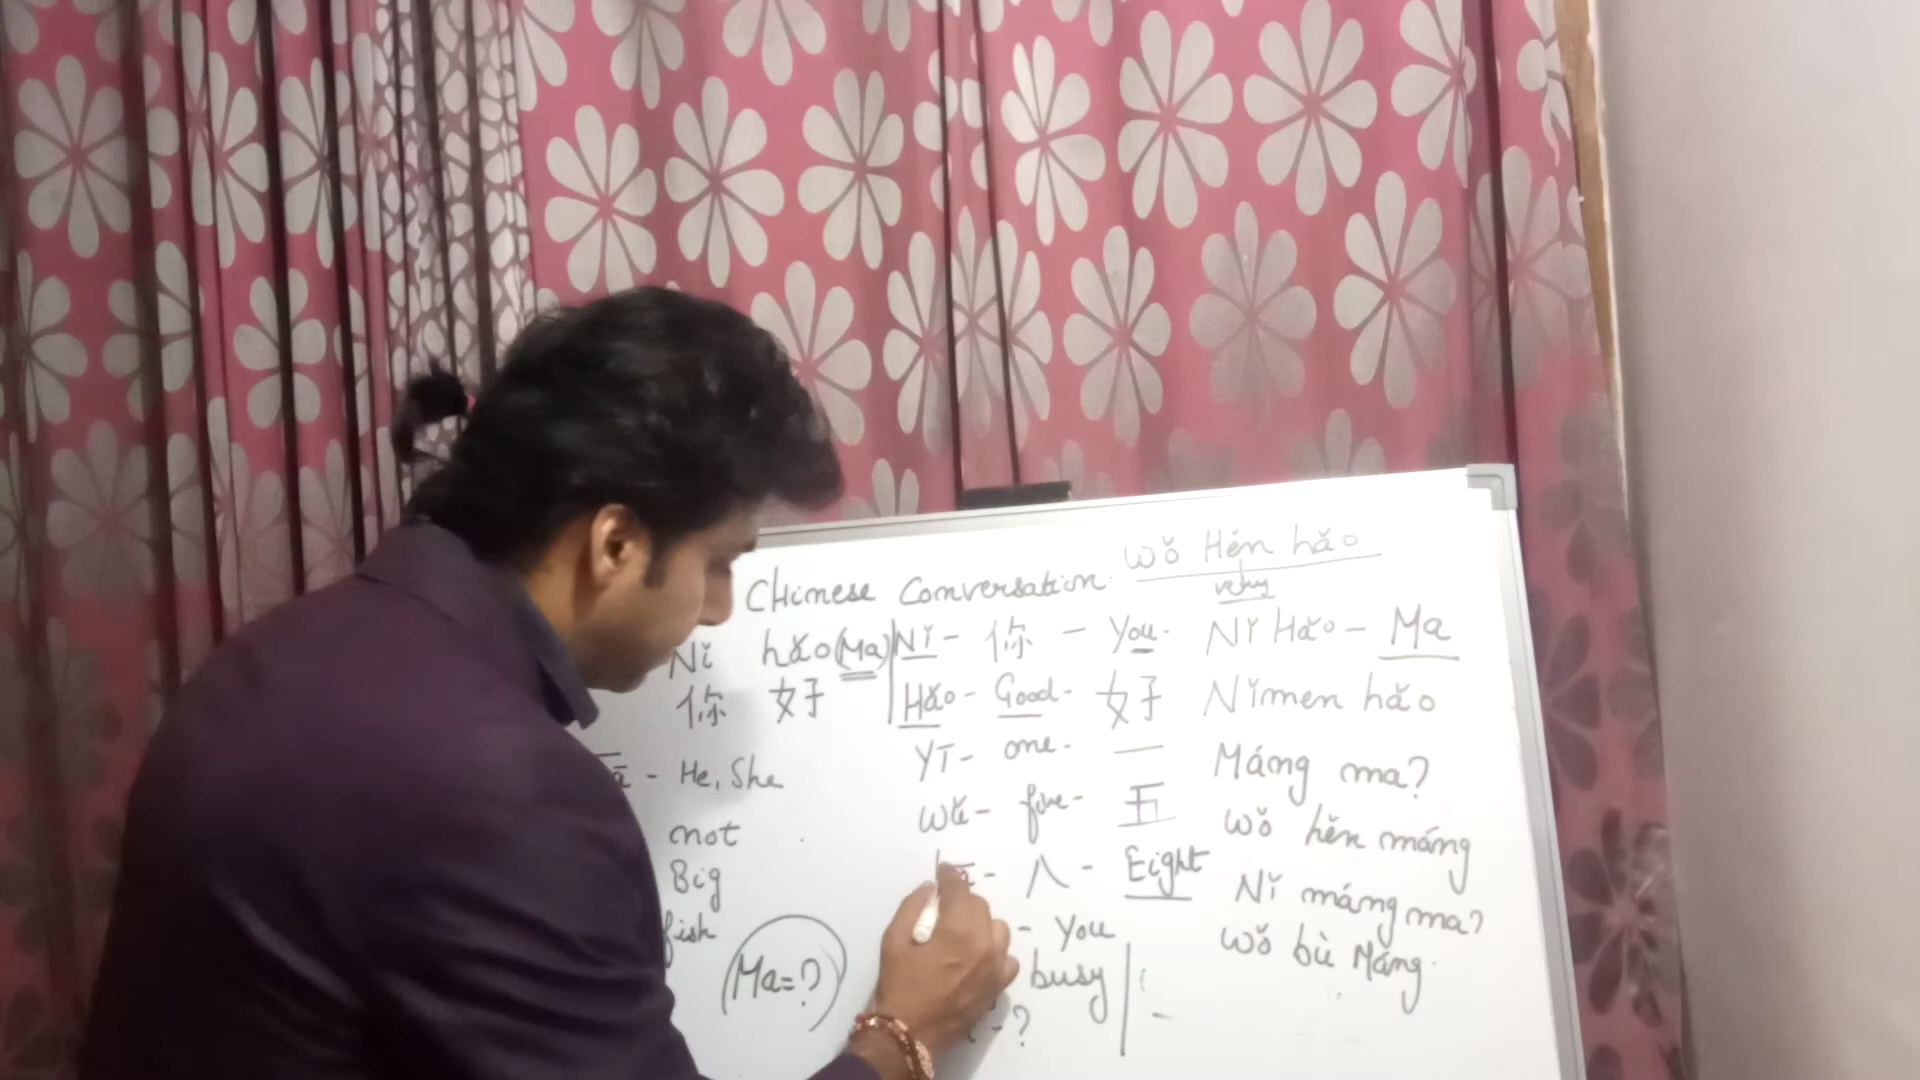 Wǒ Hěn hǎo
CHinese Conversation.
very
Nǐ hǎo (Ma) Nǐ - 你 - You. Nǐ Hǎo - Ma
你 好 Hǎo - Good - 好 Nǐmen hǎo
ā - He, She Yī - one - 一 Máng ma?
not Wǔ - five - 五 Wǒ hěn máng
Big ā - 八 - Eight Nǐ máng ma?
fish - You Wǒ bù Máng.
Ma=? busy
- ?